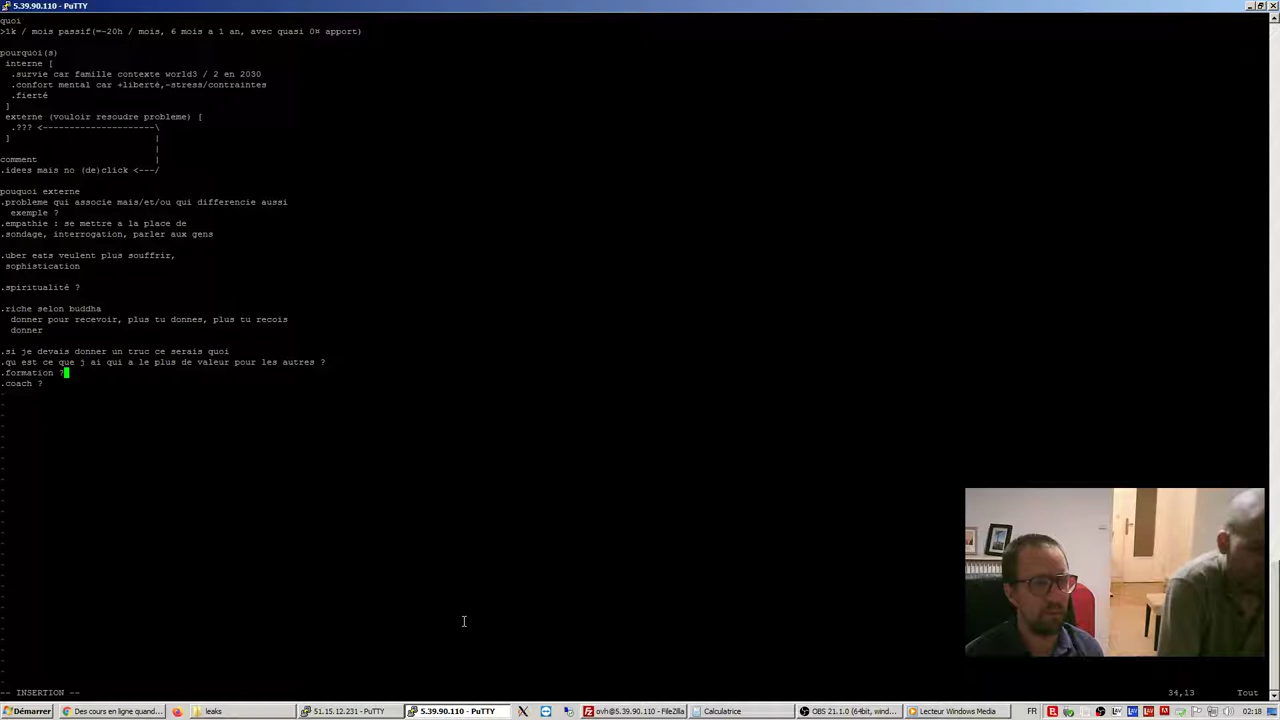 5.39.90.110 - PuTTY
quoi
>1k / mois passif(=~20h / mois, 6 mois a 1 an, avec quasi 0¤ apport)
pourquoi(s)
interne [
.survie car famille contexte world3 / 2 en 2030
.confort mental car +liberté,-stress/contraintes
.fierté
]
externe (vouloir resoudre probleme) [
.??? <---------------------\
] |
|
comment |
.idees mais no (de)click <---/
pouquoi externe
.probleme qui associe mais/et/ou qui differencie aussi
exemple ?
.empathie : se mettre a la place de
.sondage, interrogation, parler aux gens
.uber eats veulent plus souffrir,
sophistication
.spiritualité ?
.riche selon buddha
donner pour recevoir, plus tu donnes, plus tu recois
donner
.si je devais donner un truc ce serais quoi
.qu est ce que j ai qui a le plus de valeur pour les autres ?
.formation ?
.coach ?
-- INSERTION -- 34,13 Tout
Démarrer Des cours en ligne quand... leaks 51.15.12.231 - PuTTY 5.39.90.110 - PuTTY ovh@5.39.90.110 - FileZilla Calculatrice OBS 21.1.0 (64bit, wind... Lecteur Windows Media FR 02:18